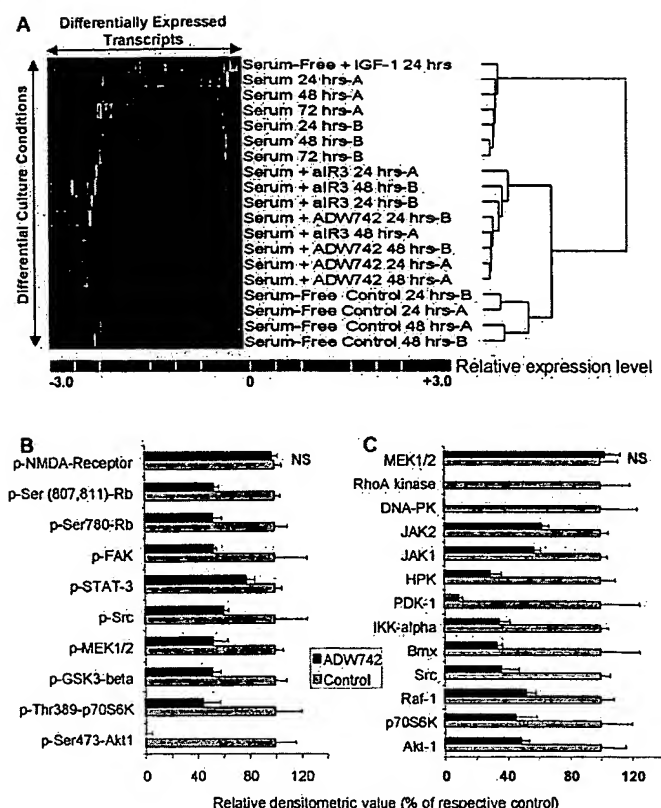 A
Differentially Expressed
Transcripts
Differential Culture Conditions
Serum-Free + IGF-1 24 hrs
Serum 24 hrs-A
Serum 48 hrs-A
Serum 72 hrs-A
Serum 24 hrs-B
Serum 48 hrs-B
Serum 72 hrs-B
Serum + aIR3 24 hrs-A
Serum + aIR3 48 hrs-B
Serum + aIR3 24 hrs-B
Serum + ADW742 24 hrs-B
Serum + aIR3 48 hrs-A
Serum + ADW742 48 hrs-B
Serum + ADW742 24 hrs-A
Serum + ADW742 48 hrs-A
Serum-Free Control 24 hrs-B
Serum-Free Control 24 hrs-A
Serum-Free Control 48 hrs-A
Serum-Free Control 48 hrs-B
-3.0 0 +3.0 Relative expression level
B
p-NMDA-Receptor NS
p-Ser (807,811)-Rb
p-Ser780-Rb
p-FAK
p-STAT-3
p-Src
p-MEK1/2
p-GSK3-beta
p-Thr389-p70S6K
p-Ser473-Akt1
0 40 80 120
ADW742
Control
C
MEK1/2 NS
RhoA kinase
DNA-PK
JAK2
JAK1
HPK
PDK-1
IKK-alpha
Bmx
Src
Raf-1
p70S6K
Akt-1
0 40 80 120
Relative densitometric value (% of respective control)